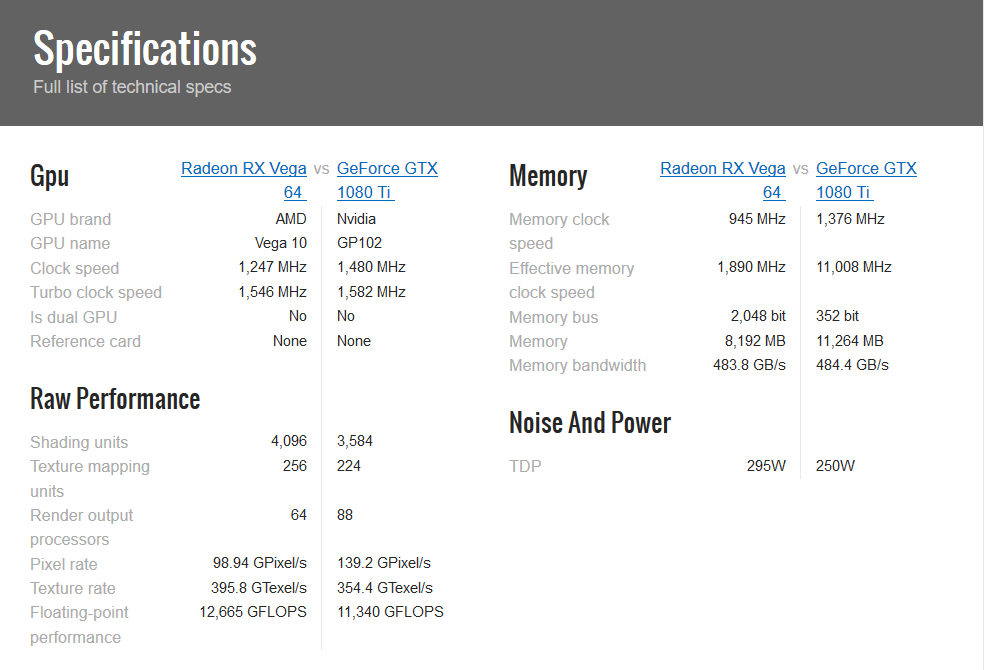 Specifications
Full list of technical specs
Gpu
Radeon RX Vega 64 vs GeForce GTX 1080 Ti
GPU brand AMD Nvidia
GPU name Vega 10 GP102
Clock speed 1,247 MHz 1,480 MHz
Turbo clock speed 1,546 MHz 1,582 MHz
Is dual GPU No No
Reference card None None
Raw Performance
Shading units 4,096 3,584
Texture mapping units 256 224
Render output processors 64 88
Pixel rate 98.94 GPixel/s 139.2 GPixel/s
Texture rate 395.8 GTexel/s 354.4 GTexel/s
Floating-point performance 12,665 GFLOPS 11,340 GFLOPS
Memory
Radeon RX Vega 64 vs GeForce GTX 1080 Ti
Memory clock speed 945 MHz 1,376 MHz
Effective memory clock speed 1,890 MHz 11,008 MHz
Memory bus 2,048 bit 352 bit
Memory 8,192 MB 11,264 MB
Memory bandwidth 483.8 GB/s 484.4 GB/s
Noise And Power
TDP 295W 250W